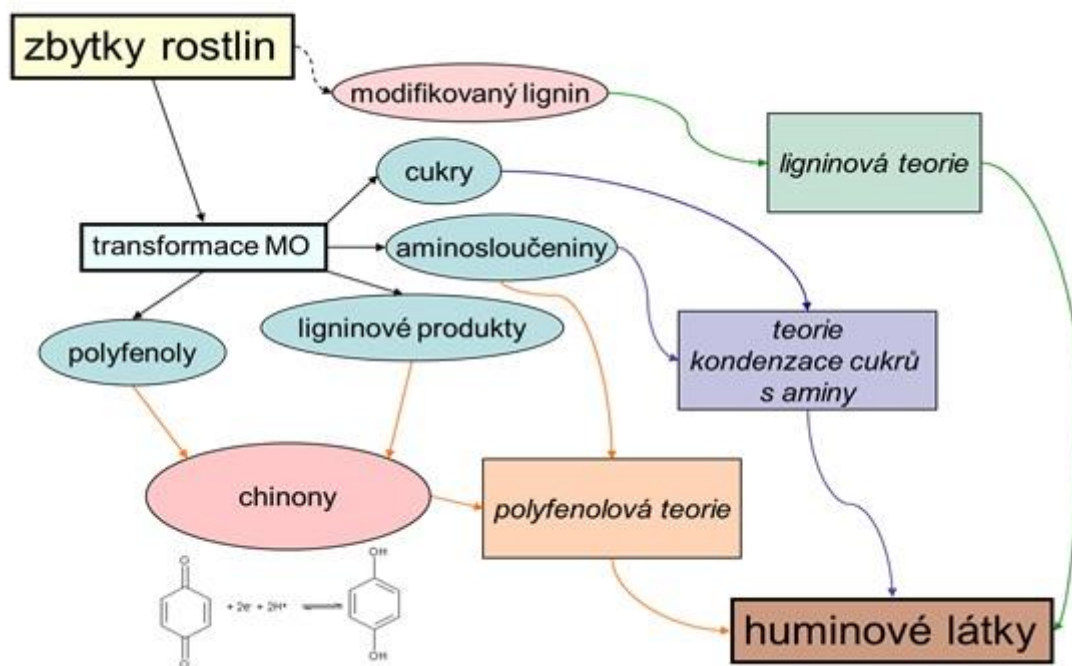 zbytky rostlin
modifikovaný lignin
ligninová teorie
cukry
transformace MO
aminosloučeniny
ligninové produkty
polyfenoly
teorie
kondenzace cukrů
s aminy
chinony
polyfenolová teorie
O
O
+ 2e- + 2H+
OH
OH
huminové látky